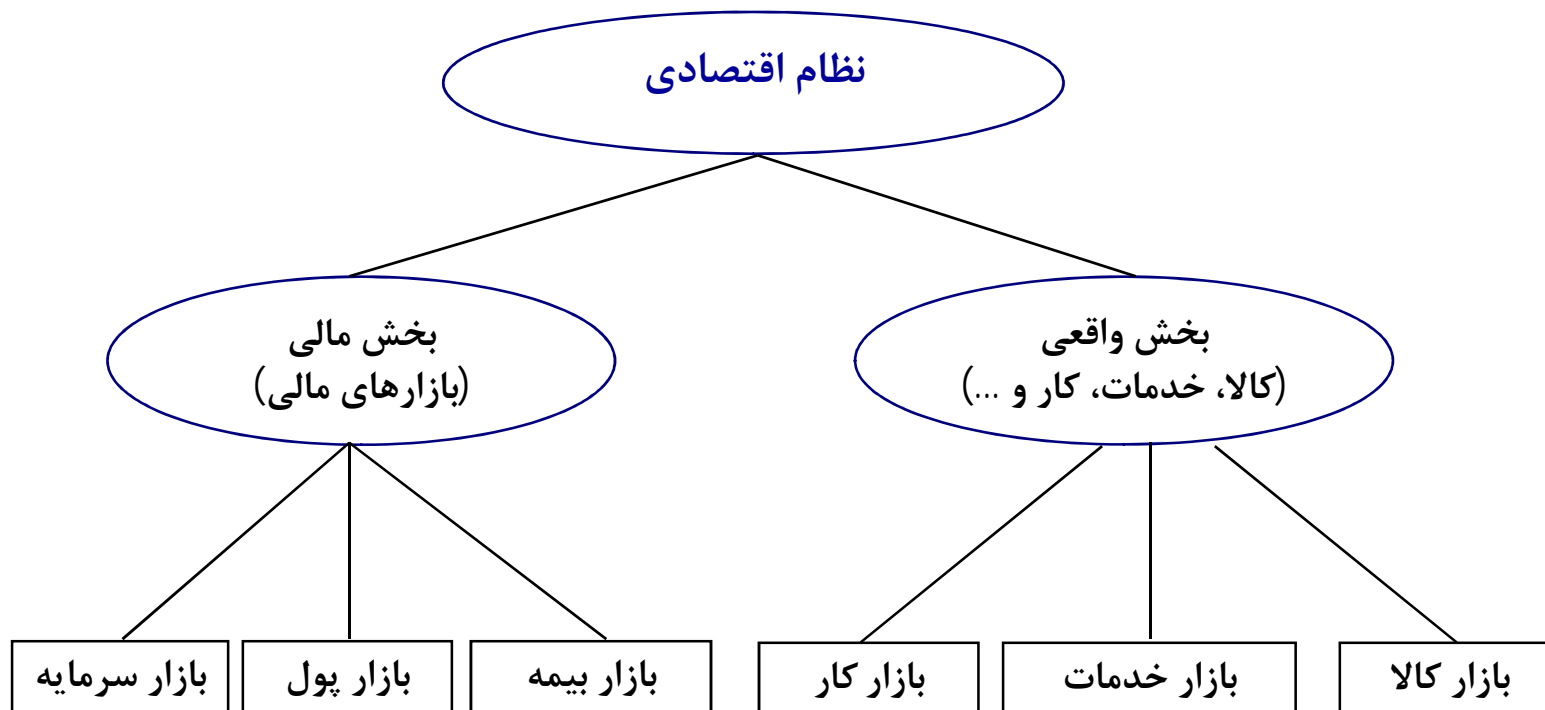 نظام اقتصادی
بخش واقعی
(کالا، خدمات، کار و ...)
بخش مالی
(بازارهای مالی)
بازار کالا
بازار خدمات
بازار کار
بازار بیمه
بازار پول
بازار سرمایه